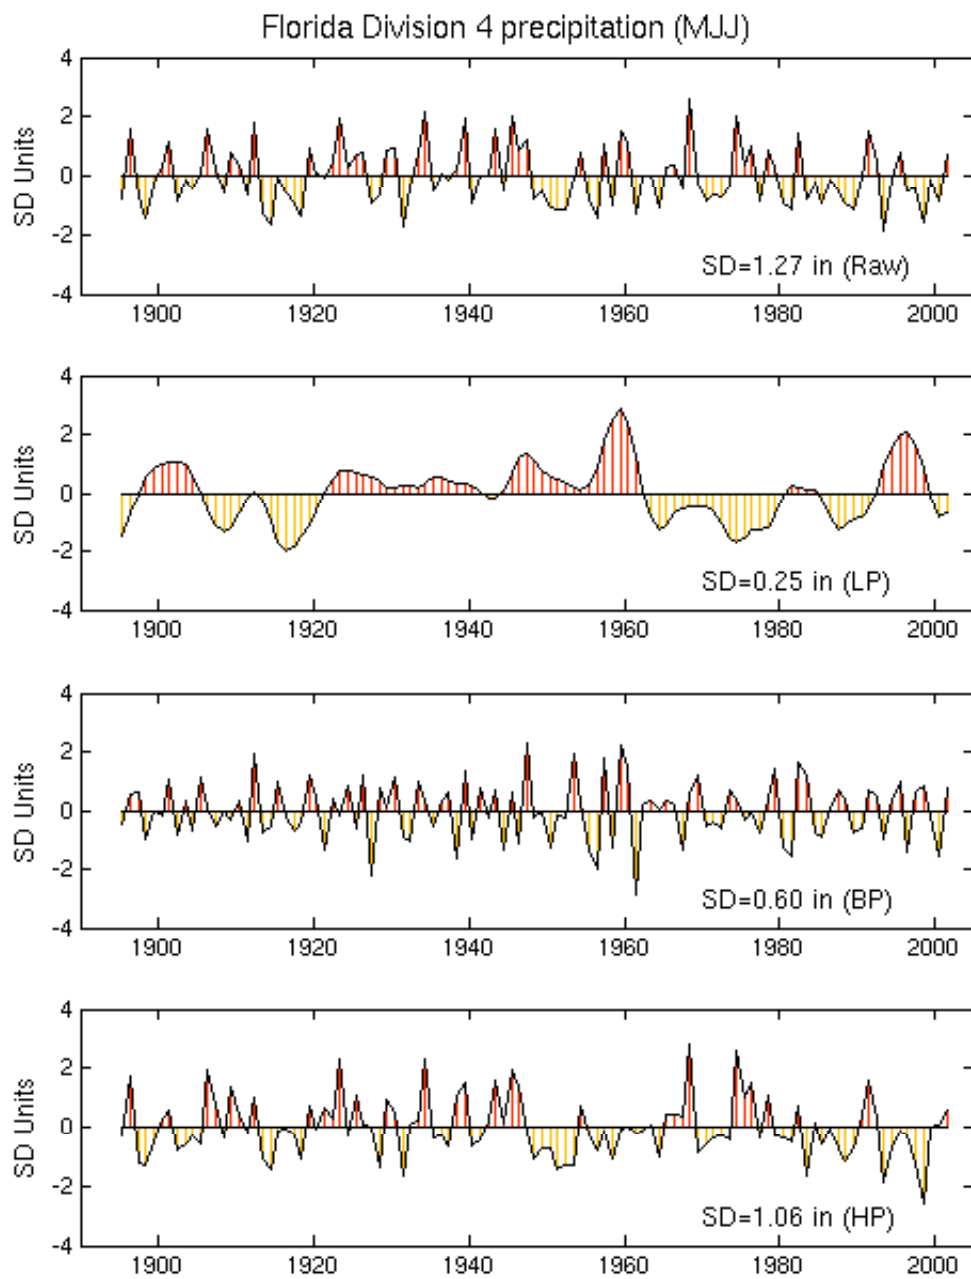 Florida Division 4 precipitation (MJJ)
4
2
0
-2
-4
SD Units
SD=1.27 in (Raw)
1900 1920 1940 1960 1980 2000
4
2
0
-2
-4
SD Units
SD=0.25 in (LP)
1900 1920 1940 1960 1980 2000
4
2
0
-2
-4
SD Units
SD=0.60 in (BP)
1900 1920 1940 1960 1980 2000
4
2
0
-2
-4
SD Units
SD=1.06 in (HP)
1900 1920 1940 1960 1980 2000